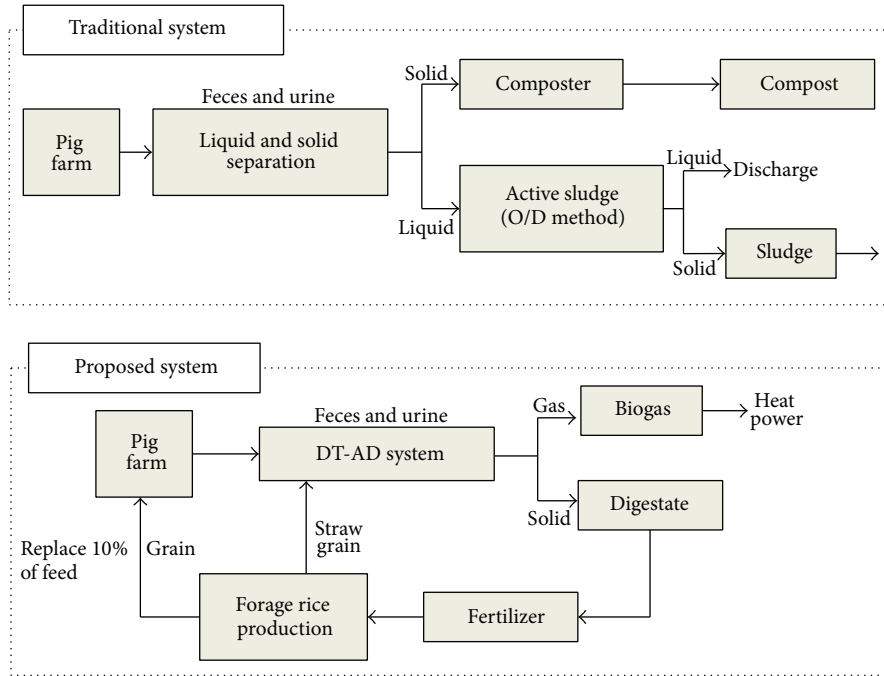 Traditional system
Feces and urine
Pig
farm
Liquid and solid
separation
Solid
Composter
Compost
Liquid
Active sludge
(O/D method)
Liquid
Discharge
Solid
Sludge
Proposed system
Feces and urine
Pig
farm
DT-AD system
Gas
Biogas
Heat
power
Solid
Digestate
Replace 10%
of feed
Grain
Straw
grain
Forage rice
production
Fertilizer